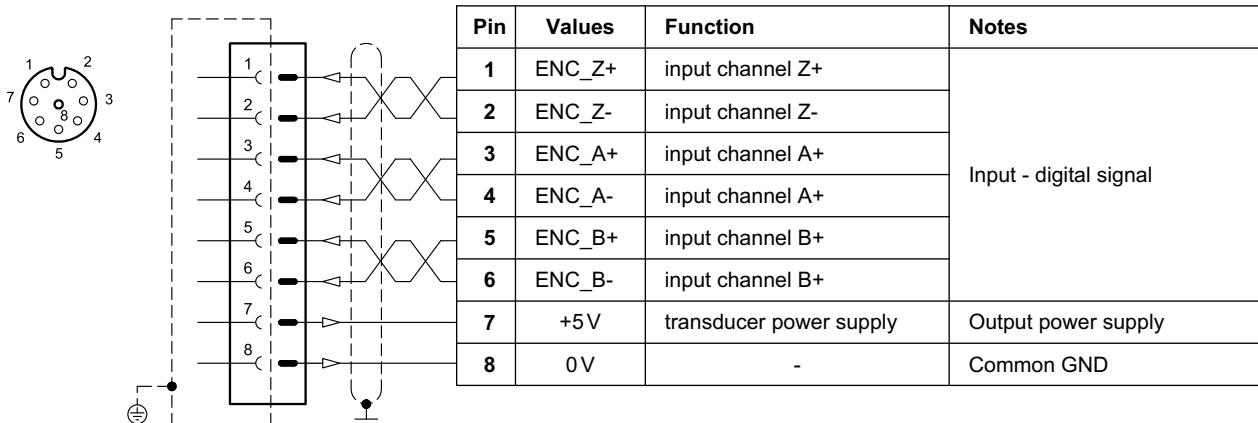 Pin Values Function Notes
1 ENC_Z+ input channel Z+
2 ENC_Z- input channel Z-
3 ENC_A+ input channel A+
4 ENC_A- input channel A+
Input - digital signal
5 ENC_B+ input channel B+
6 ENC_B- input channel B+
7 +5V transducer power supply Output power supply
8 0V - Common GND
1 2
7 8 3
6 4
5
1
2
3
4
5
6
7
8